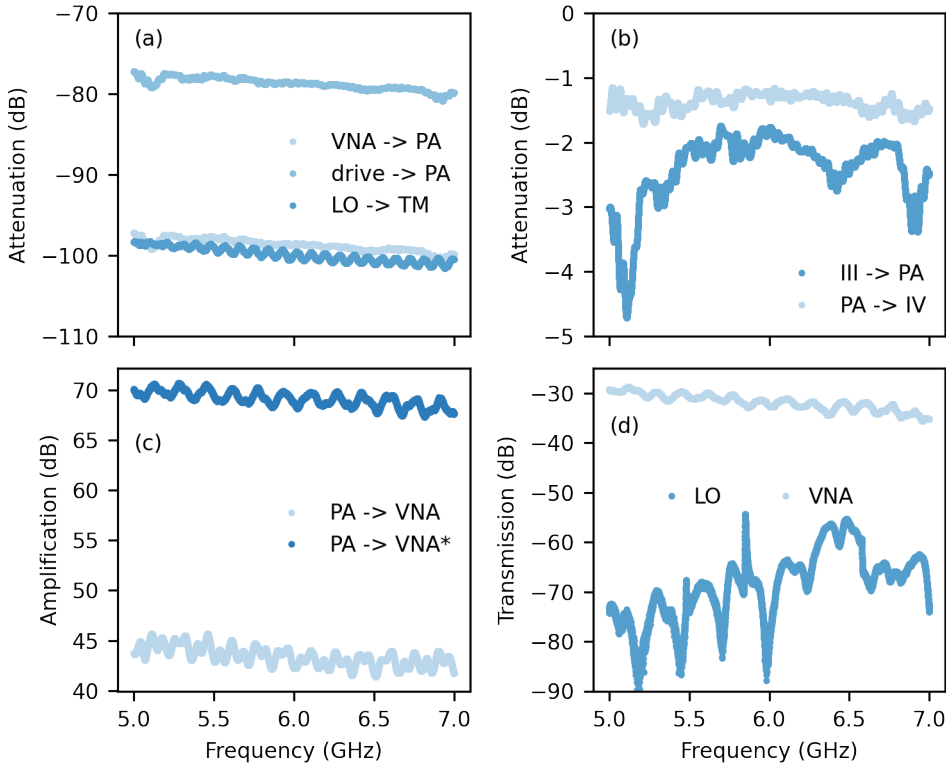 −70
−80
−90
−100
−110
Attenuation (dB)
(a)
VNA -> PA
drive -> PA
LO -> TM
0
−1
−2
−3
−4
−5
Attenuation (dB)
(b)
III -> PA
PA -> IV
70
65
60
55
50
45
40
Amplification (dB)
(c)
PA -> VNA
PA -> VNA*
5.0 5.5 6.0 6.5 7.0
Frequency (GHz)
−30
−40
−50
−60
−70
−80
−90
Transmission (dB)
(d)
LO VNA
5.0 5.5 6.0 6.5 7.0
Frequency (GHz)